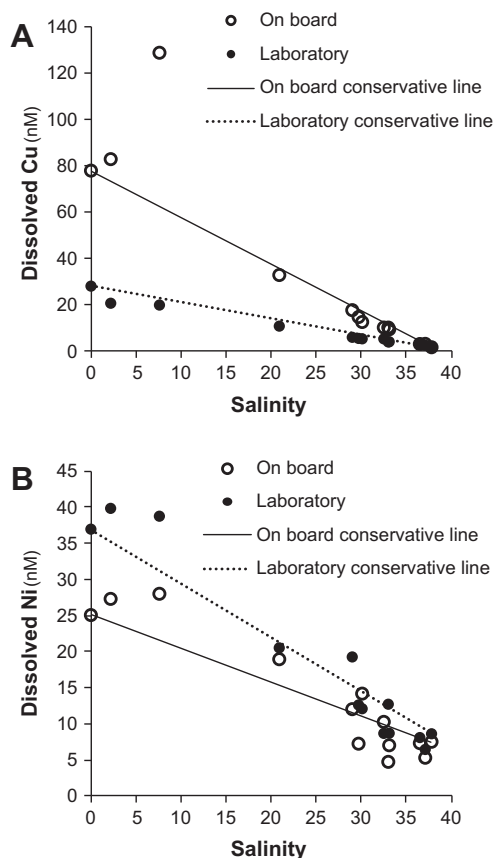 A
Dissolved Cu (nM)
140
120
100
80
60
40
20
0
On board
Laboratory
On board conservative line
Laboratory conservative line
0 5 10 15 20 25 30 35 40
Salinity
B
Dissolved Ni (nM)
45
40
35
30
25
20
15
10
5
0
On board
Laboratory
On board conservative line
Laboratory conservative line
0 5 10 15 20 25 30 35 40
Salinity